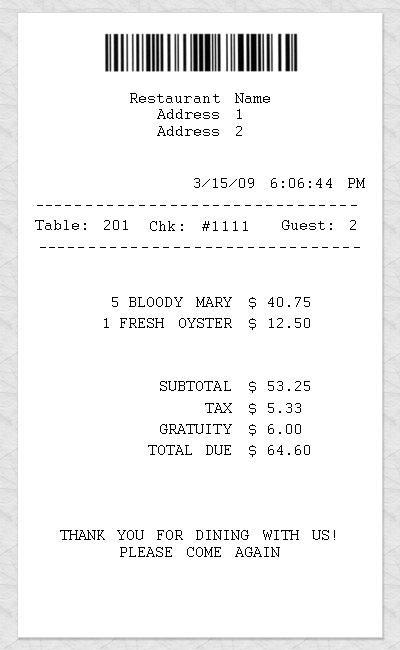 Restaurant Name
Address 1
Address 2
3/15/09 6:06:44 PM
--------------------------------
Table: 201 Chk: #1111 Guest: 2
--------------------------------
5 BLOODY MARY $ 40.75
1 FRESH OYSTER $ 12.50
SUBTOTAL $ 53.25
TAX $ 5.33
GRATUITY $ 6.00
TOTAL DUE $ 64.60
THANK YOU FOR DINING WITH US!
PLEASE COME AGAIN